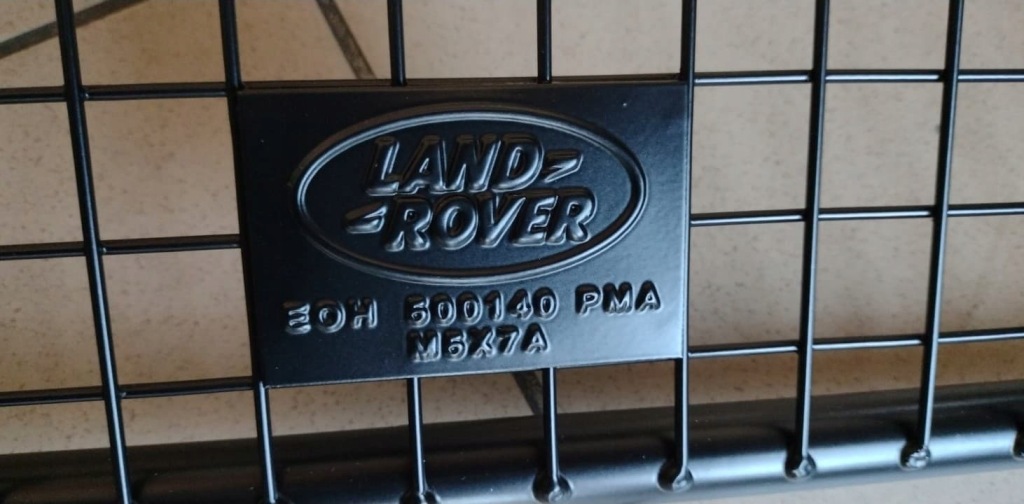 LAND
ROVER
EOH 500140 PMA
M5X7A